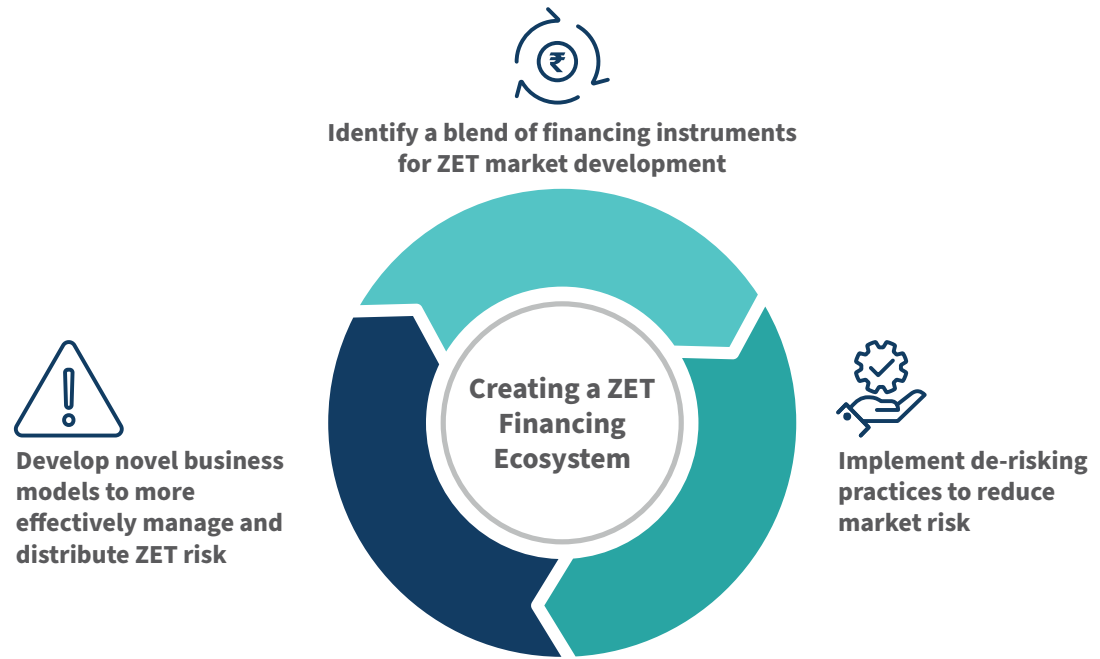 ₹
Identify a blend of financing instruments
for ZET market development
Creating a ZET
Financing
Ecosystem
Develop novel business
models to more
effectively manage and
distribute ZET risk
Implement de-risking
practices to reduce
market risk